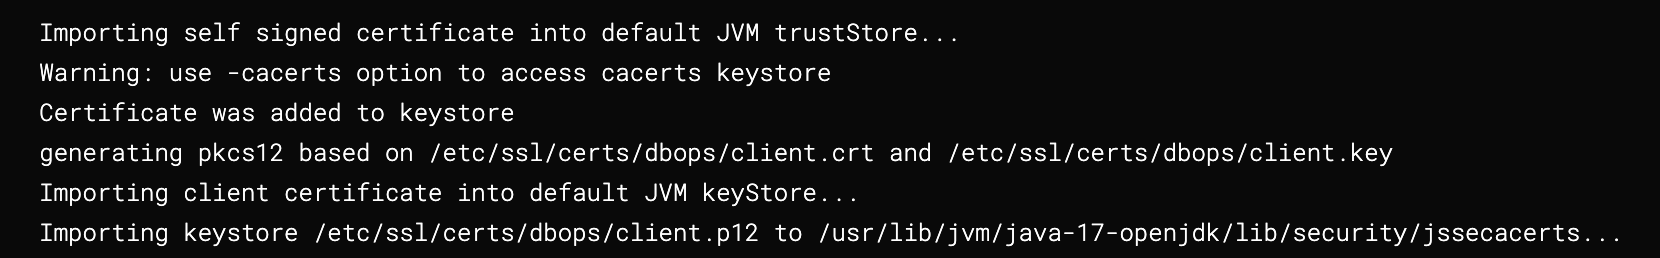 Importing self signed certificate into default JVM trustStore...
Warning: use -cacerts option to access cacerts keystore
Certificate was added to keystore
generating pkcs12 based on /etc/ssl/certs/dbops/client.crt and /etc/ssl/certs/dbops/client.key
Importing client certificate into default JVM keyStore...
Importing keystore /etc/ssl/certs/dbops/client.p12 to /usr/lib/jvm/java-17-openjdk/lib/security/jssecacerts...